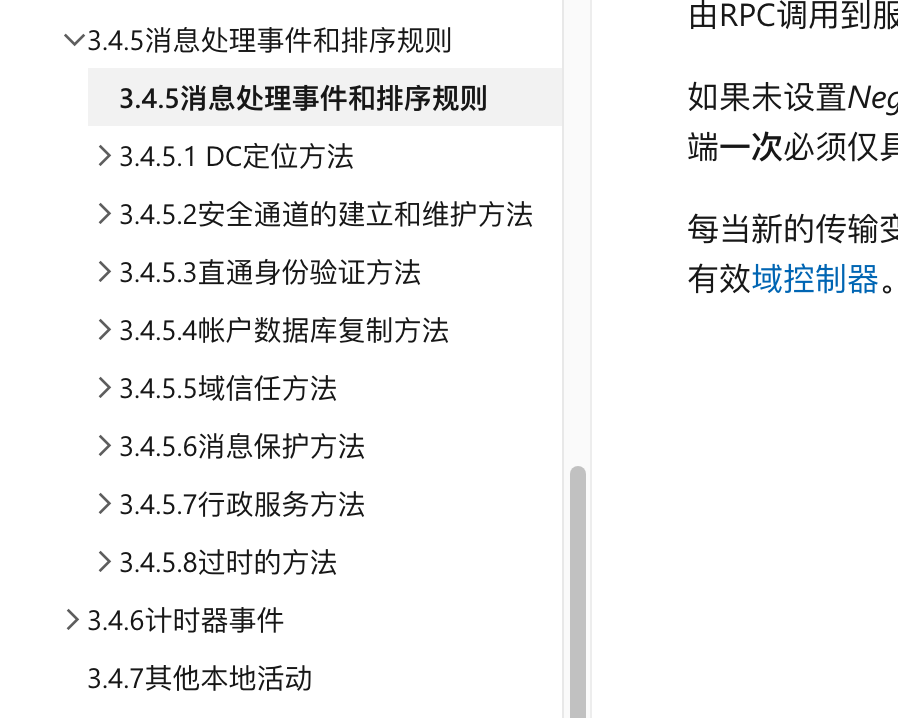 3.4.5消息处理事件和排序规则
3.4.5消息处理事件和排序规则
3.4.5.1 DC定位方法
3.4.5.2安全通道的建立和维护方法
3.4.5.3直通身份验证方法
3.4.5.4帐户数据库复制方法
3.4.5.5域信任方法
3.4.5.6消息保护方法
3.4.5.7行政服务方法
3.4.5.8过时的方法
3.4.6计时器事件
3.4.7其他本地活动
由RPC调用到服
如果未设置Neg
端一次必须仅具
每当新的传输变
有效域控制器。